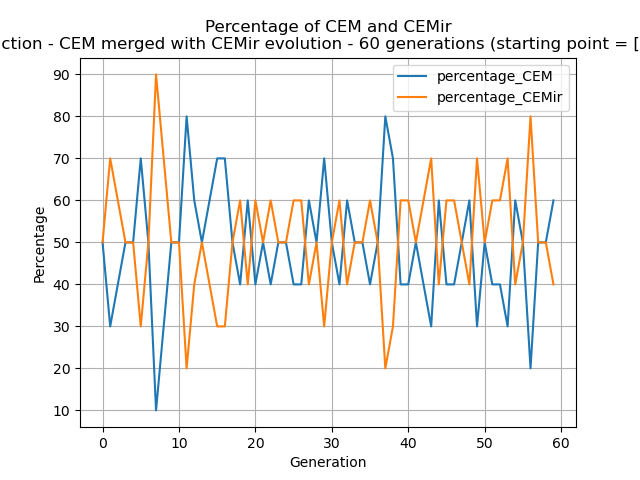 Percentage of CEM and CEMir
ction - CEM merged with CEMir evolution - 60 generations (starting point = [
percentage_CEM
percentage_CEMir
90
80
70
60
50
40
30
20
10
Percentage
0 10 20 30 40 50 60
Generation